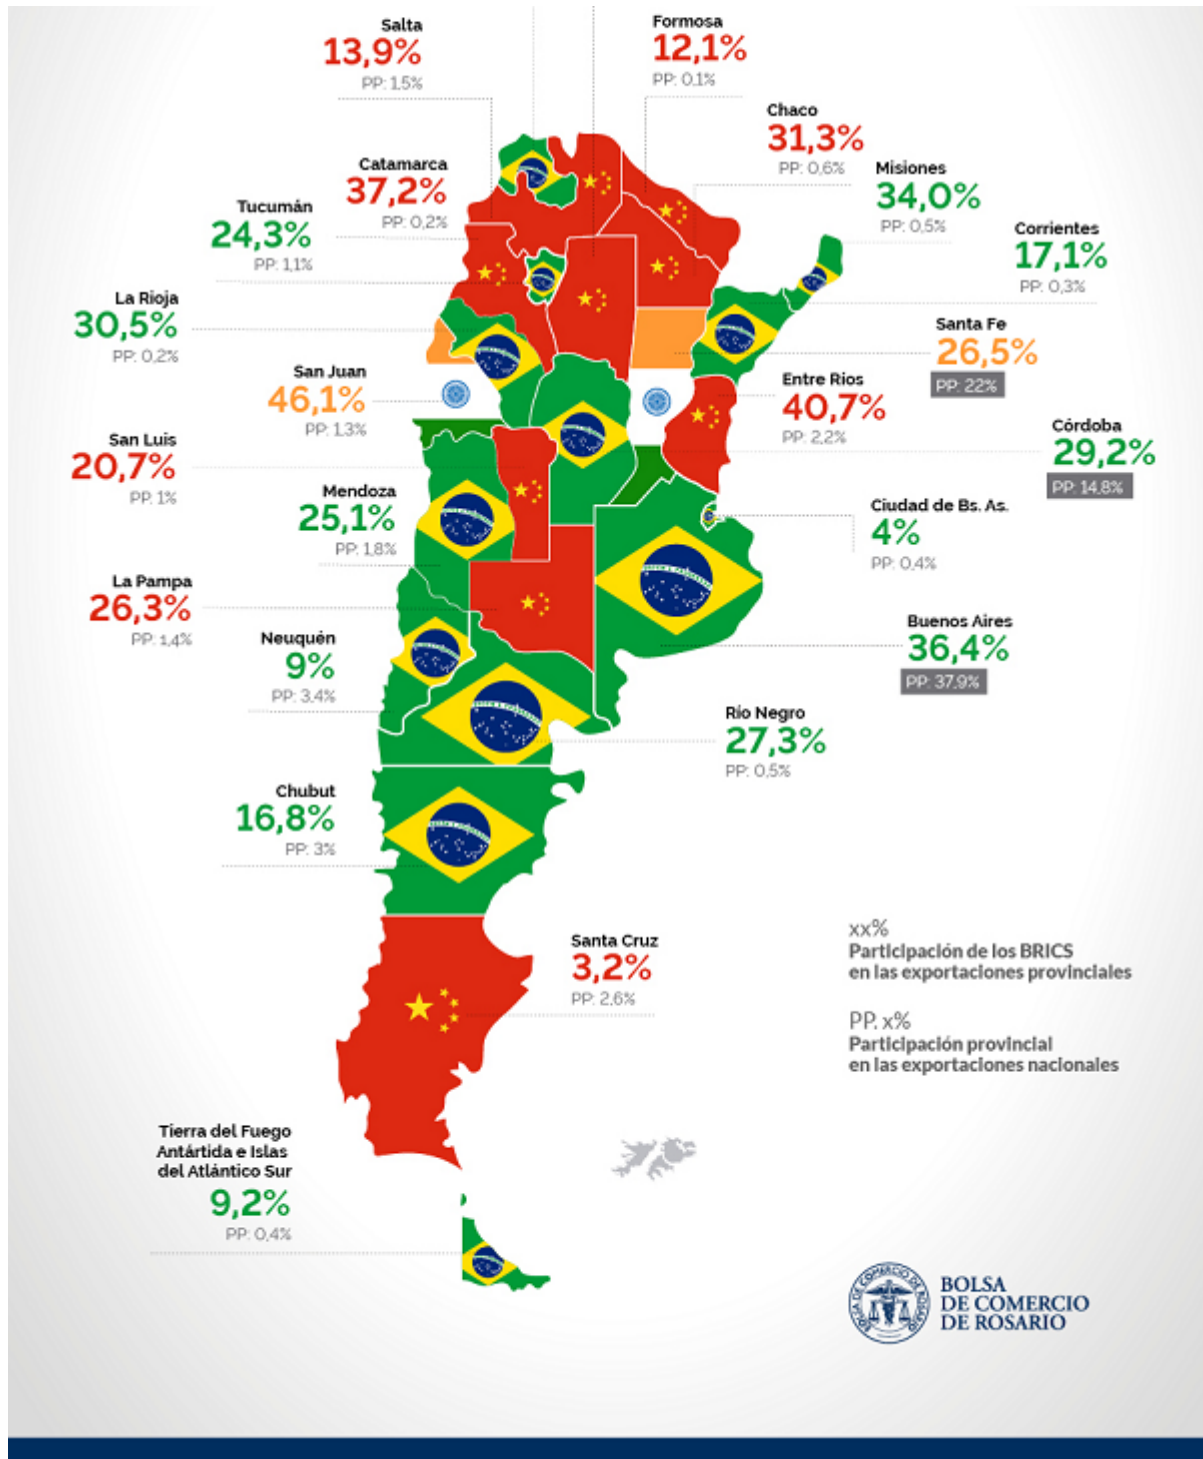 Salta
13,9%
PP: 1,5%
Formosa
12,1%
PP: 0,1%
Chaco
31,3%
PP: 0,6%
Catamarca
37,2%
PP: 0,2%
Misiones
34,0%
PP: 0,5%
Tucumán
24,3%
PP: 1,1%
Corrientes
17,1%
PP: 0,3%
La Rioja
30,5%
PP: 0,2%
Santa Fe
26,5%
PP: 22%
San Juan
46,1%
PP: 1,3%
Entre Rios
40,7%
PP: 2,2%
Córdoba
29,2%
PP: 14,8%
San Luis
20,7%
PP. 1%
Mendoza
25,1%
PP: 1,8%
Ciudad de Bs. As.
4%
PP: 0,4%
La Pampa
26,3%
PP: 1,4%
Buenos Aires
36,4%
PP: 37,9%
Neuquén
9%
PP: 3,4%
Río Negro
27,3%
PP: 0,5%
Chubut
16,8%
PP: 3%
Santa Cruz
3,2%
PP: 2,6%
xx%
Participación de los BRICS
en las exportaciones provinciales
PP. x%
Participación provincial
en las exportaciones nacionales
Tierra del Fuego
Antártida e Islas
del Atlántico Sur
9,2%
PP: 0,4%
BOLSA DE COMERCIO DE ROSARIO
BOLSA
DE COMERCIO
DE ROSARIO